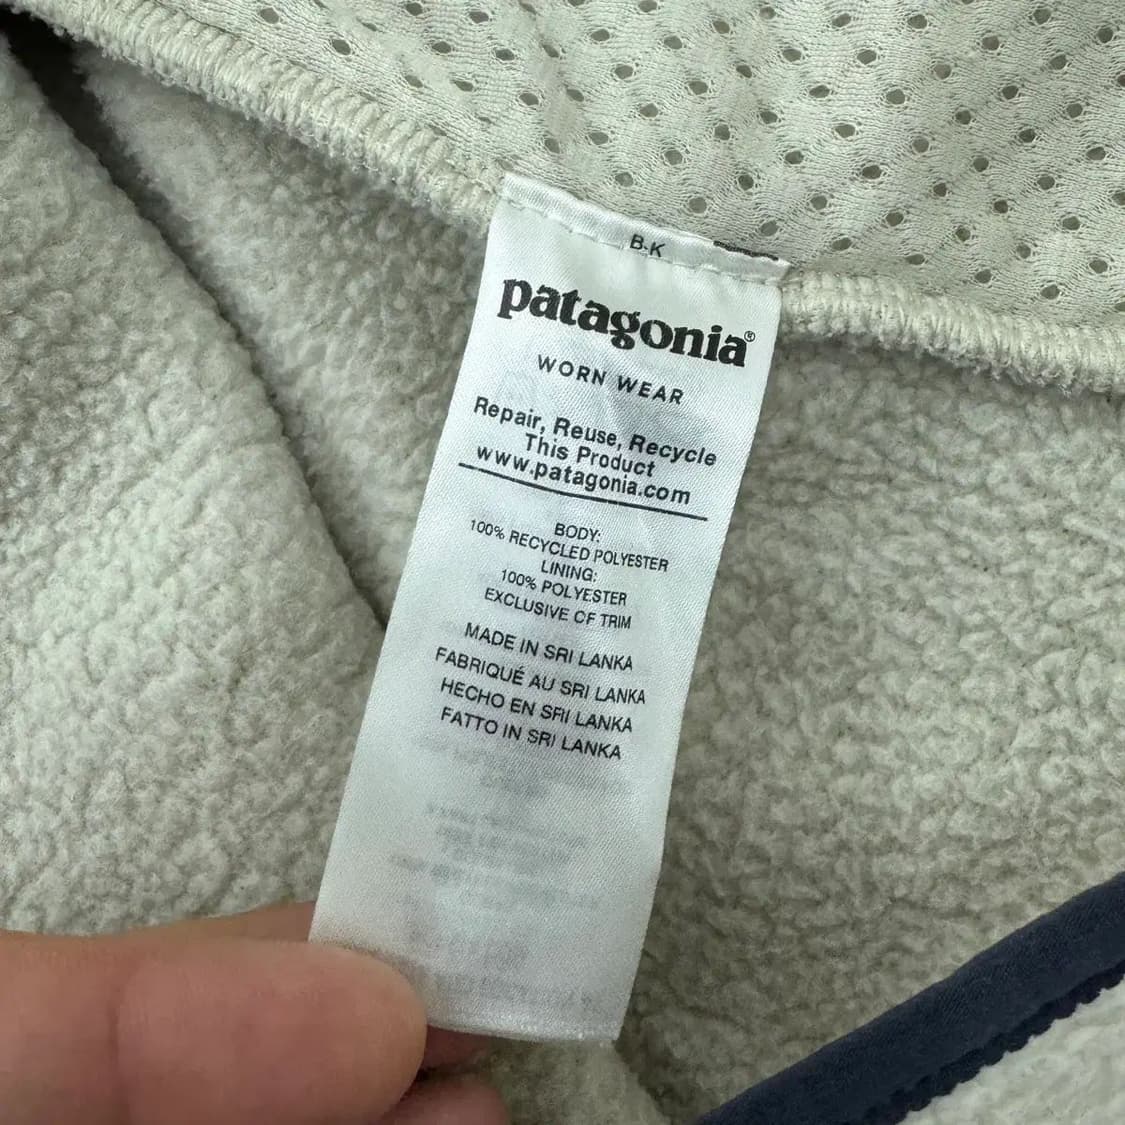 B.K
patagonia®
WORN WEAR
Repair, Reuse, Recycle
This Product
www.patagonia.com
BODY:
100% RECYCLED POLYESTER
LINING:
100% POLYESTER
EXCLUSIVE OF TRIM
MADE IN SRI LANKA
FABRIQUÉ AU SRI LANKA
HECHO EN SRI LANKA
FATTO IN SRI LANKA